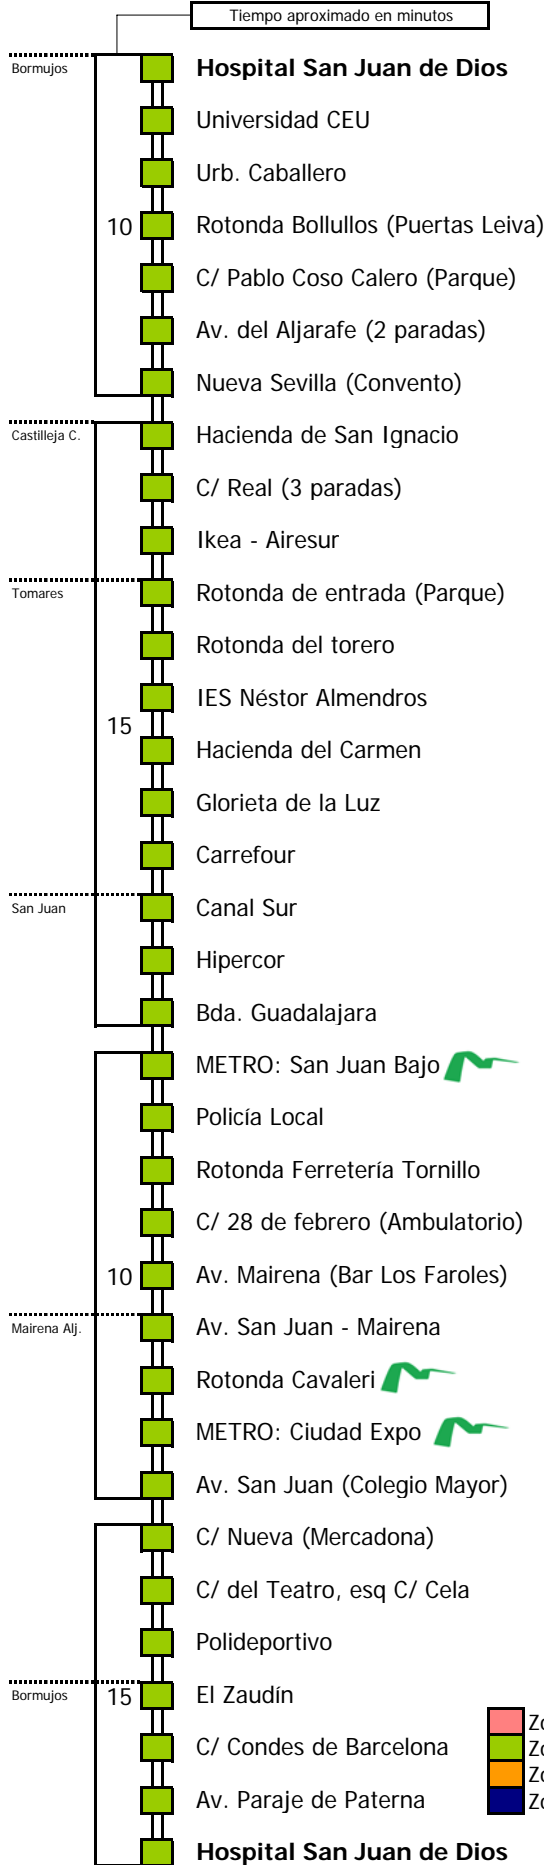 Tiempo aproximado en minutos
Bormujos
Hospital San Juan de Dios
Universidad CEU
Urb. Caballero
10
Rotonda Bollullos (Puertas Leiva)
C/ Pablo Coso Calero (Parque)
Av. del Aljarafe (2 paradas)
Nueva Sevilla (Convento)
Castilleja C.
Hacienda de San Ignacio
C/ Real (3 paradas)
Ikea - Airesur
Tomares
Rotonda de entrada (Parque)
Rotonda del torero
IES Néstor Almendros
15
Hacienda del Carmen
Glorieta de la Luz
Carrefour
San Juan
Canal Sur
Hipercor
Bda. Guadalajara
METRO: San Juan Bajo
Policía Local
Rotonda Ferretería Tornillo
C/ 28 de febrero (Ambulatorio)
10
Av. Mairena (Bar Los Faroles)
Mairena Alj.
Av. San Juan - Mairena
Rotonda Cavaleri
METRO: Ciudad Expo
Av. San Juan (Colegio Mayor)
C/ Nueva (Mercadona)
C/ del Teatro, esq C/ Cela
Polideportivo
Bormujos
15
El Zaudín
C/ Condes de Barcelona
Av. Paraje de Paterna
Hospital San Juan de Dios